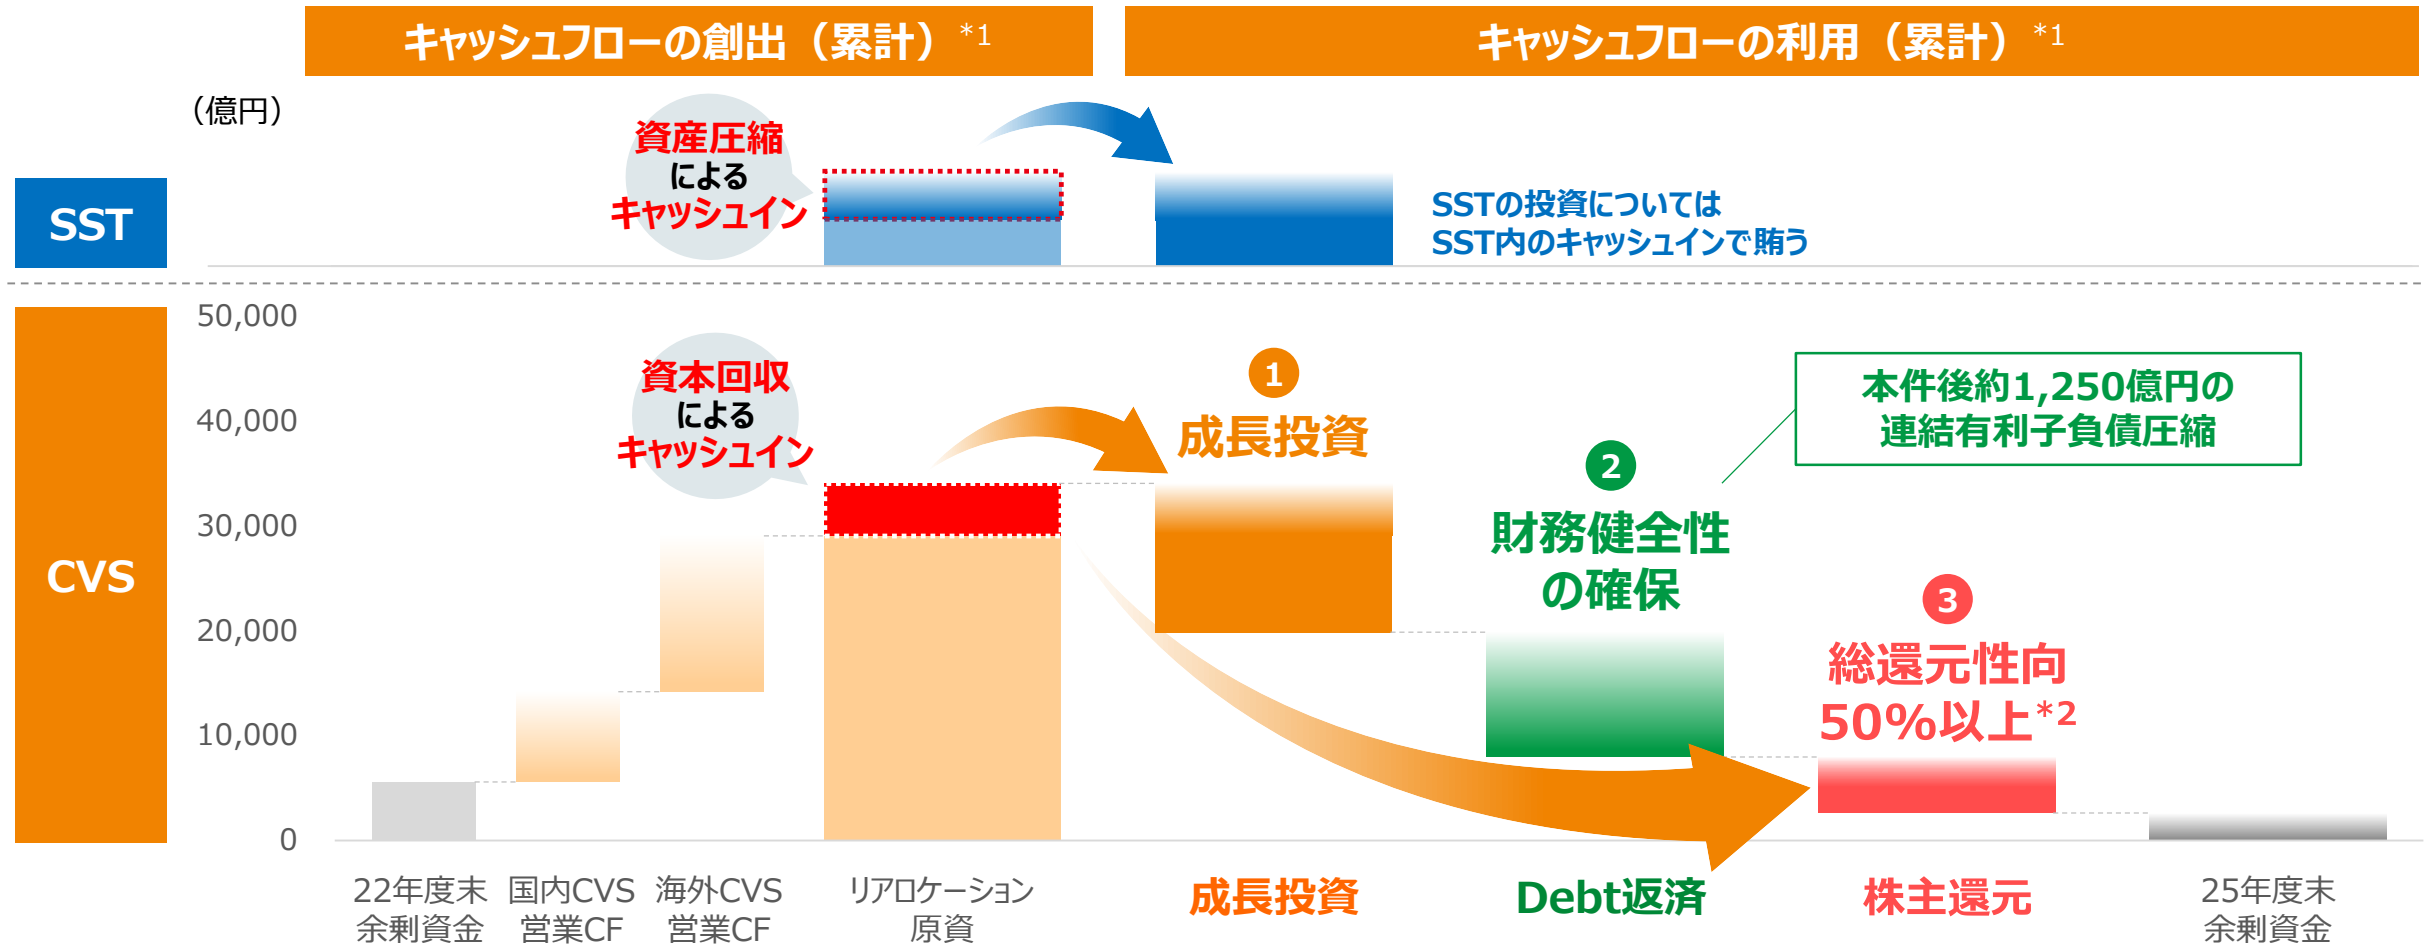 キャッシュフローの創出（累計）*1
キャッシュフローの利用（累計）*1
（億円）
資産圧縮
による
キャッシュイン
SST
SSTの投資については
SST内のキャッシュインで賄う
CVS
50,000
40,000
30,000
20,000
10,000
0
資本回収
による
キャッシュイン
1
成長投資
2
財務健全性
の確保
本件後約1,250億円の
連結有利子負債圧縮
3
総還元性向
50%以上*2
22年度末
余剰資金
国内CVS
営業CF
海外CVS
営業CF
リアロケーション
原資
成長投資
Debt返済
株主還元
25年度末
余剰資金